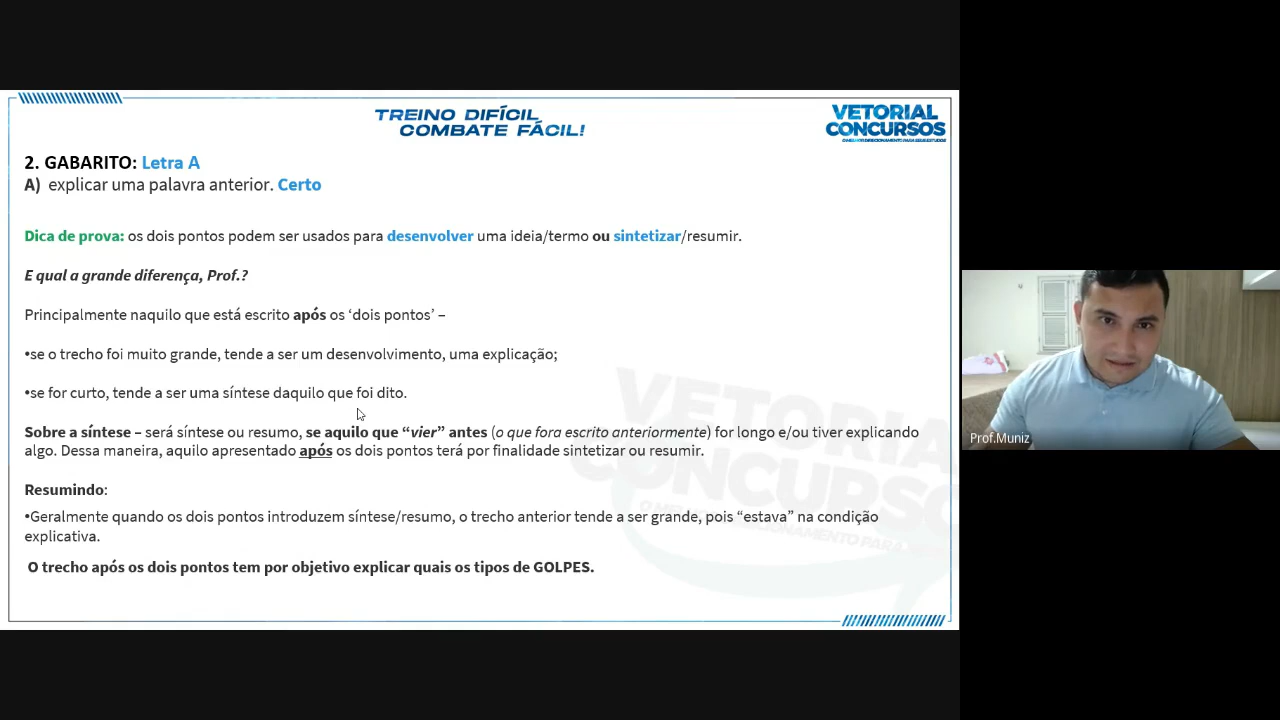 TREINO DIFÍCIL
COMBATE FÁCIL!
VETORIAL
CONCURSOS
2. GABARITO: Letra A
A) explicar uma palavra anterior. Certo
Dica de prova: os dois pontos podem ser usados para desenvolver uma ideia/termo ou sintetizar/resumir.
E qual a grande diferença, Prof.?
Principalmente naquilo que está escrito após os ‘dois pontos’ –
•se o trecho foi muito grande, tende a ser um desenvolvimento, uma explicação;
•se for curto, tende a ser uma síntese daquilo que foi dito.
Sobre a síntese – será síntese ou resumo, se aquilo que “vier” antes (o que fora escrito anteriormente) for longo e/ou tiver explicando
algo. Dessa maneira, aquilo apresentado após os dois pontos terá por finalidade sintetizar ou resumir.
Resumindo:
•Geralmente quando os dois pontos introduzem síntese/resumo, o trecho anterior tende a ser grande, pois “estava” na condição
explicativa.
O trecho após os dois pontos tem por objetivo explicar quais os tipos de GOLPES.
VETORIAL
CONCURSOS
Prof.Muniz